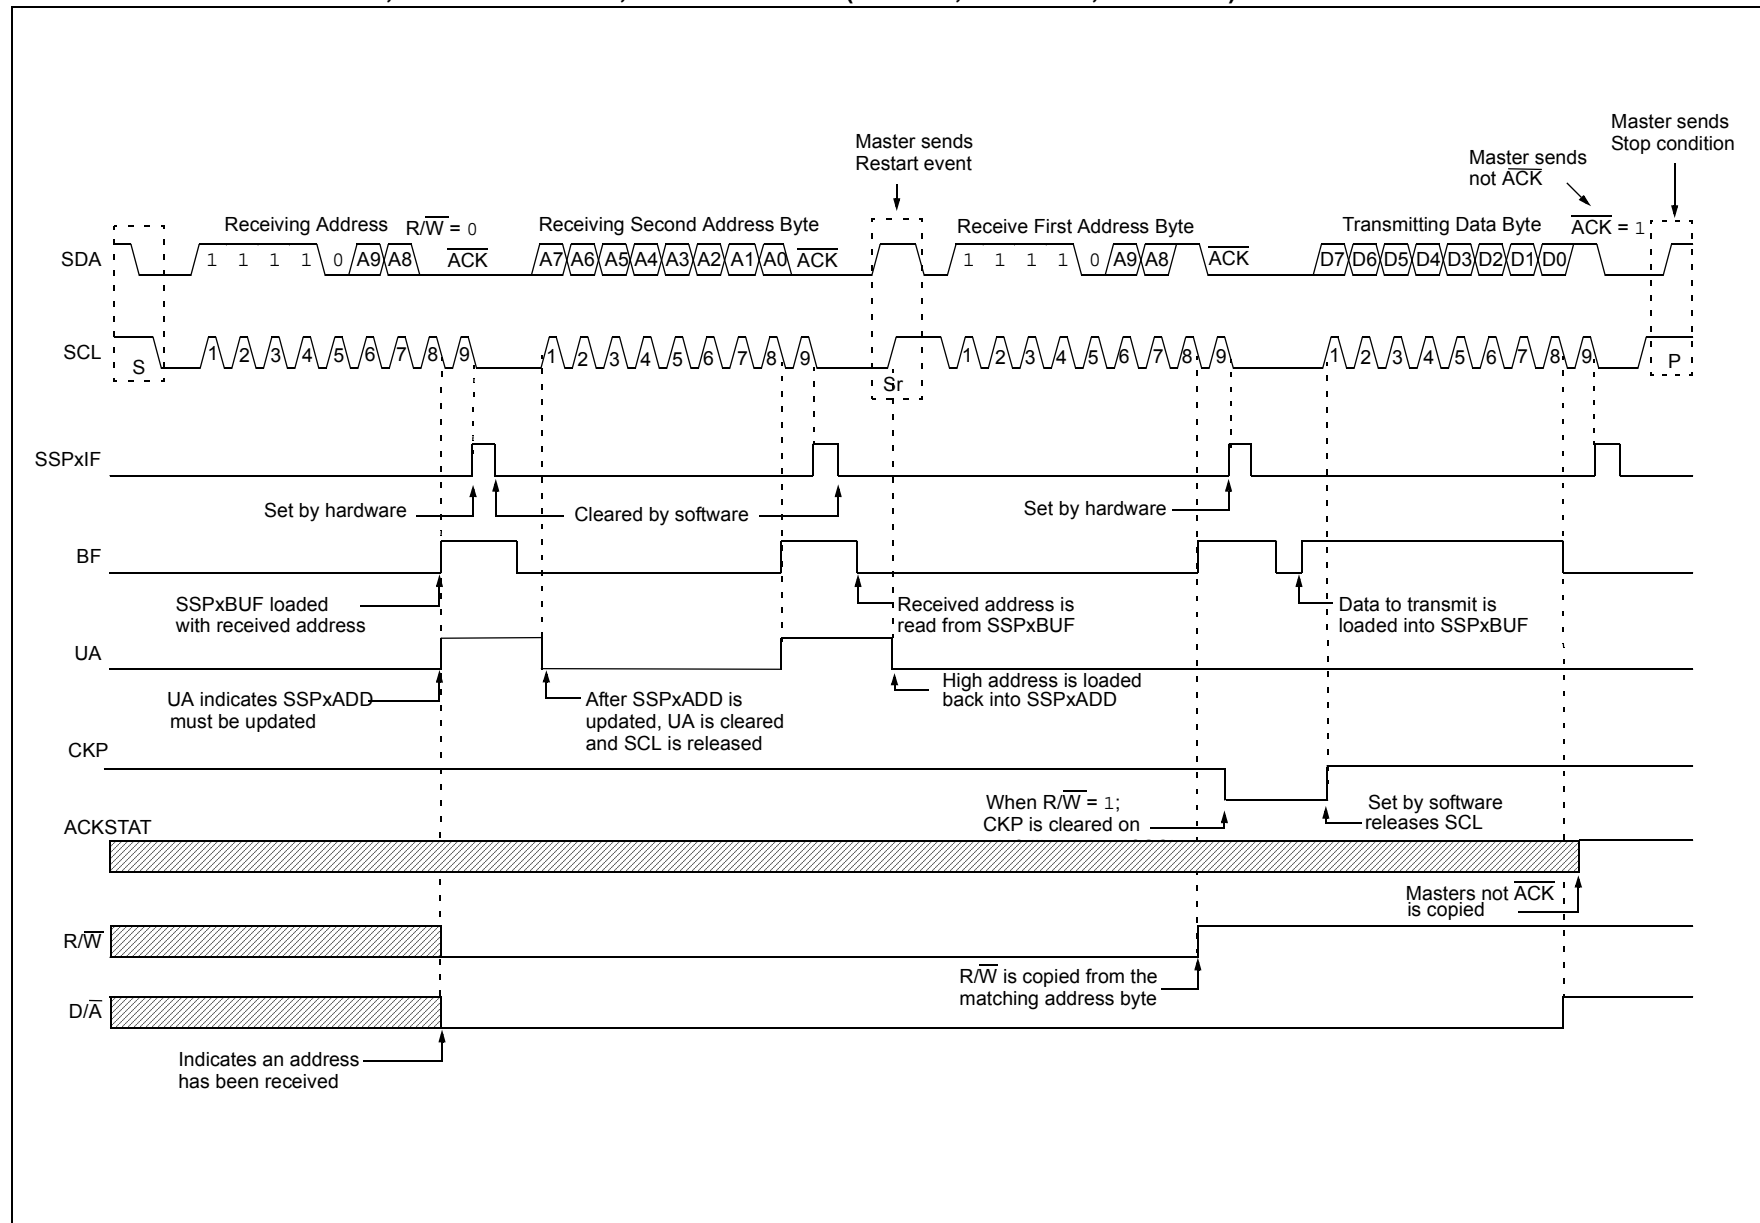 Master sends
Restart event
Master sends
not A̅C̅K̅
Master sends
Stop condition
Receiving Address R/W̅ = 0
Receiving Second Address Byte
Receive First Address Byte
Transmitting Data Byte
A̅C̅K̅ = 1
SDA
1 1 1 1 0 A9 A8 A̅C̅K̅
A7 A6 A5 A4 A3 A2 A1 A0 A̅C̅K̅
1 1 1 1 0 A9 A8 A̅C̅K̅
D7 D6 D5 D4 D3 D2 D1 D0
SCL
S
1 2 3 4 5 6 7 8 9
1 2 3 4 5 6 7 8 9
Sr
1 2 3 4 5 6 7 8 9
1 2 3 4 5 6 7 8 9
P
SSPxIF
Set by hardware
Cleared by software
Set by hardware
BF
SSPxBUF loaded
with received address
Received address is
read from SSPxBUF
Data to transmit is
loaded into SSPxBUF
UA
UA indicates SSPxADD
must be updated
After SSPxADD is
updated, UA is cleared
and SCL is released
High address is loaded
back into SSPxADD
CKP
When R/W̅ = 1;
CKP is cleared on
Set by software
releases SCL
ACKSTAT
Masters not A̅C̅K̅
is copied
R/W̅
R/W̅ is copied from the
matching address byte
D/A̅
Indicates an address
has been received